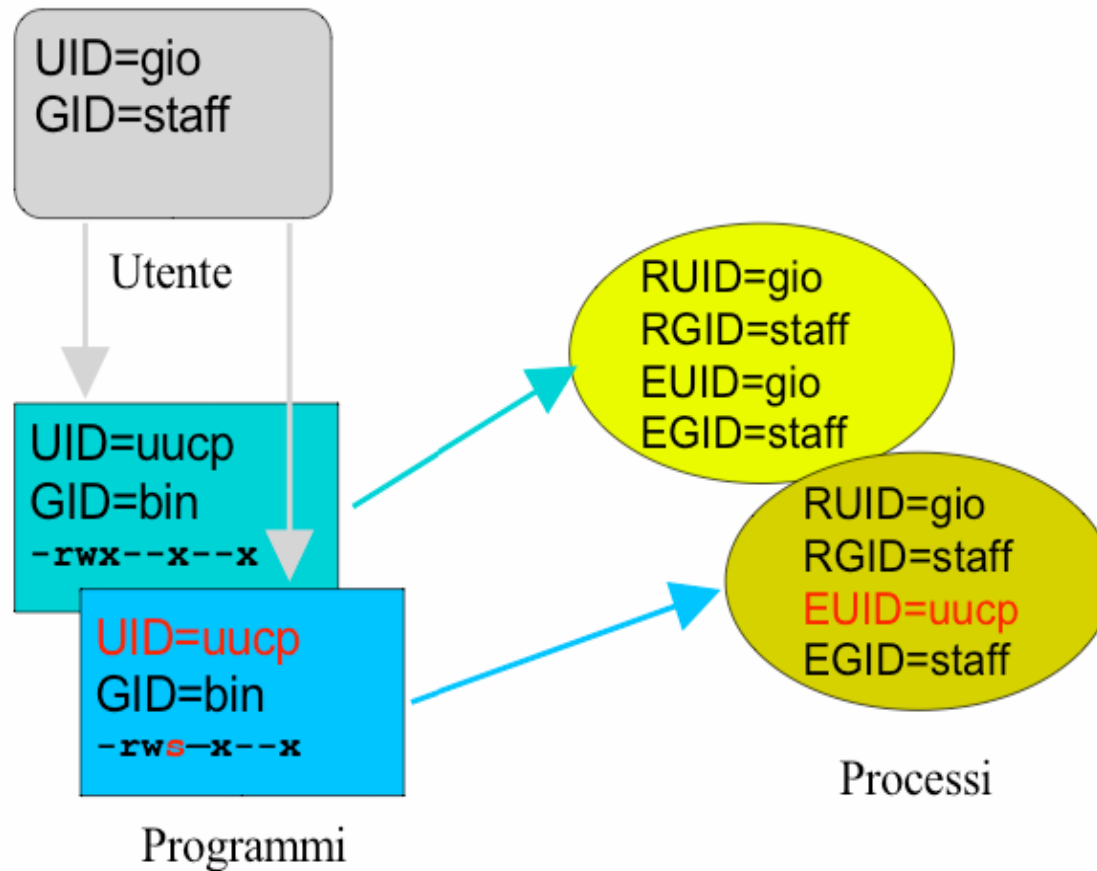 UID=gio
GID=staff
Utente
UID=uucp
GID=bin
-rwx--x--x
UID=uucp
GID=bin
-rws—x--x
Programmi
RUID=gio
RGID=staff
EUID=gio
EGID=staff
RUID=gio
RGID=staff
EUID=uucp
EGID=staff
Processi